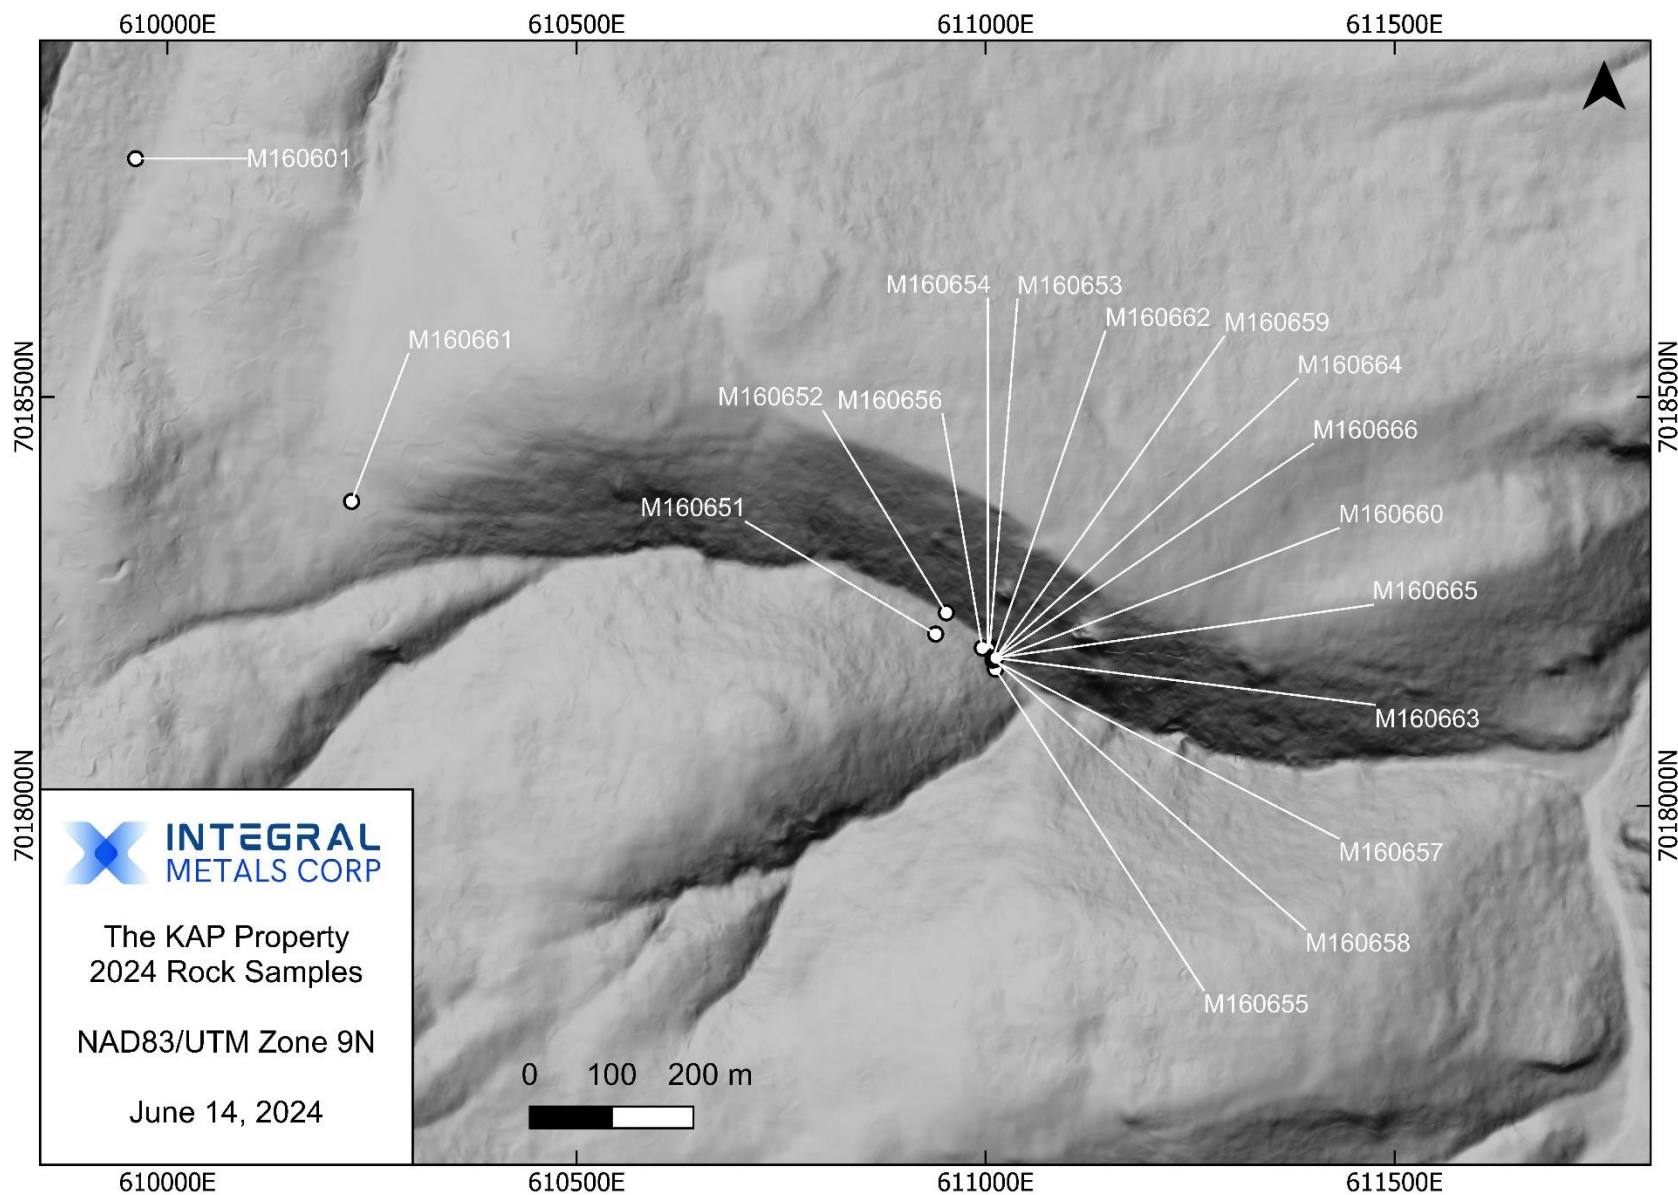 610000E 610500E 611000E 611500E
M160601
M160654 M160653
M160662 M160659
M160661
M160664
7018500N 7018500N
M160652 M160656
M160666
M160651
M160660
M160665
M160663
7018000N 7018000N
INTEGRAL
METALS CORP
M160657
The KAP Property
2024 Rock Samples
M160658
M160655
NAD83/UTM Zone 9N
0 100 200 m
June 14, 2024
610000E 610500E 611000E 611500E